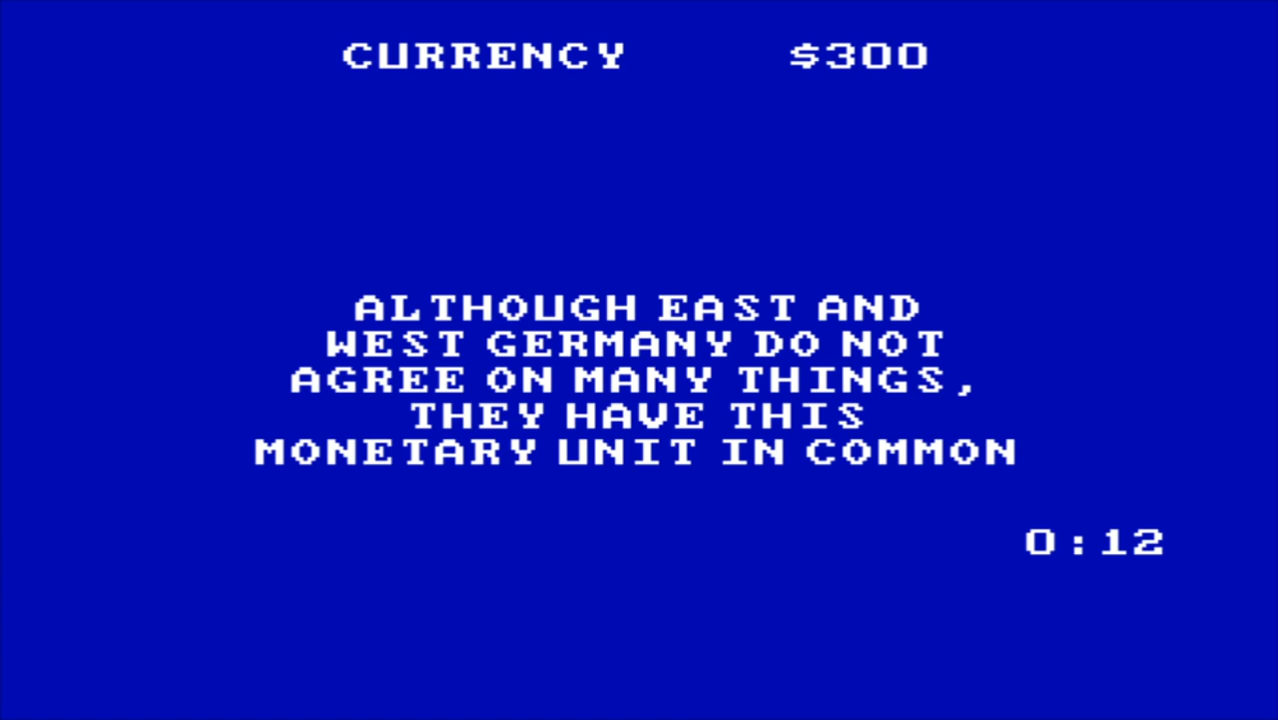 CURRENCY $300
ALTHOUGH EAST AND
WEST GERMANY DO NOT
AGREE ON MANY THINGS,
THEY HAVE THIS
MONETARY UNIT IN COMMON
0:12